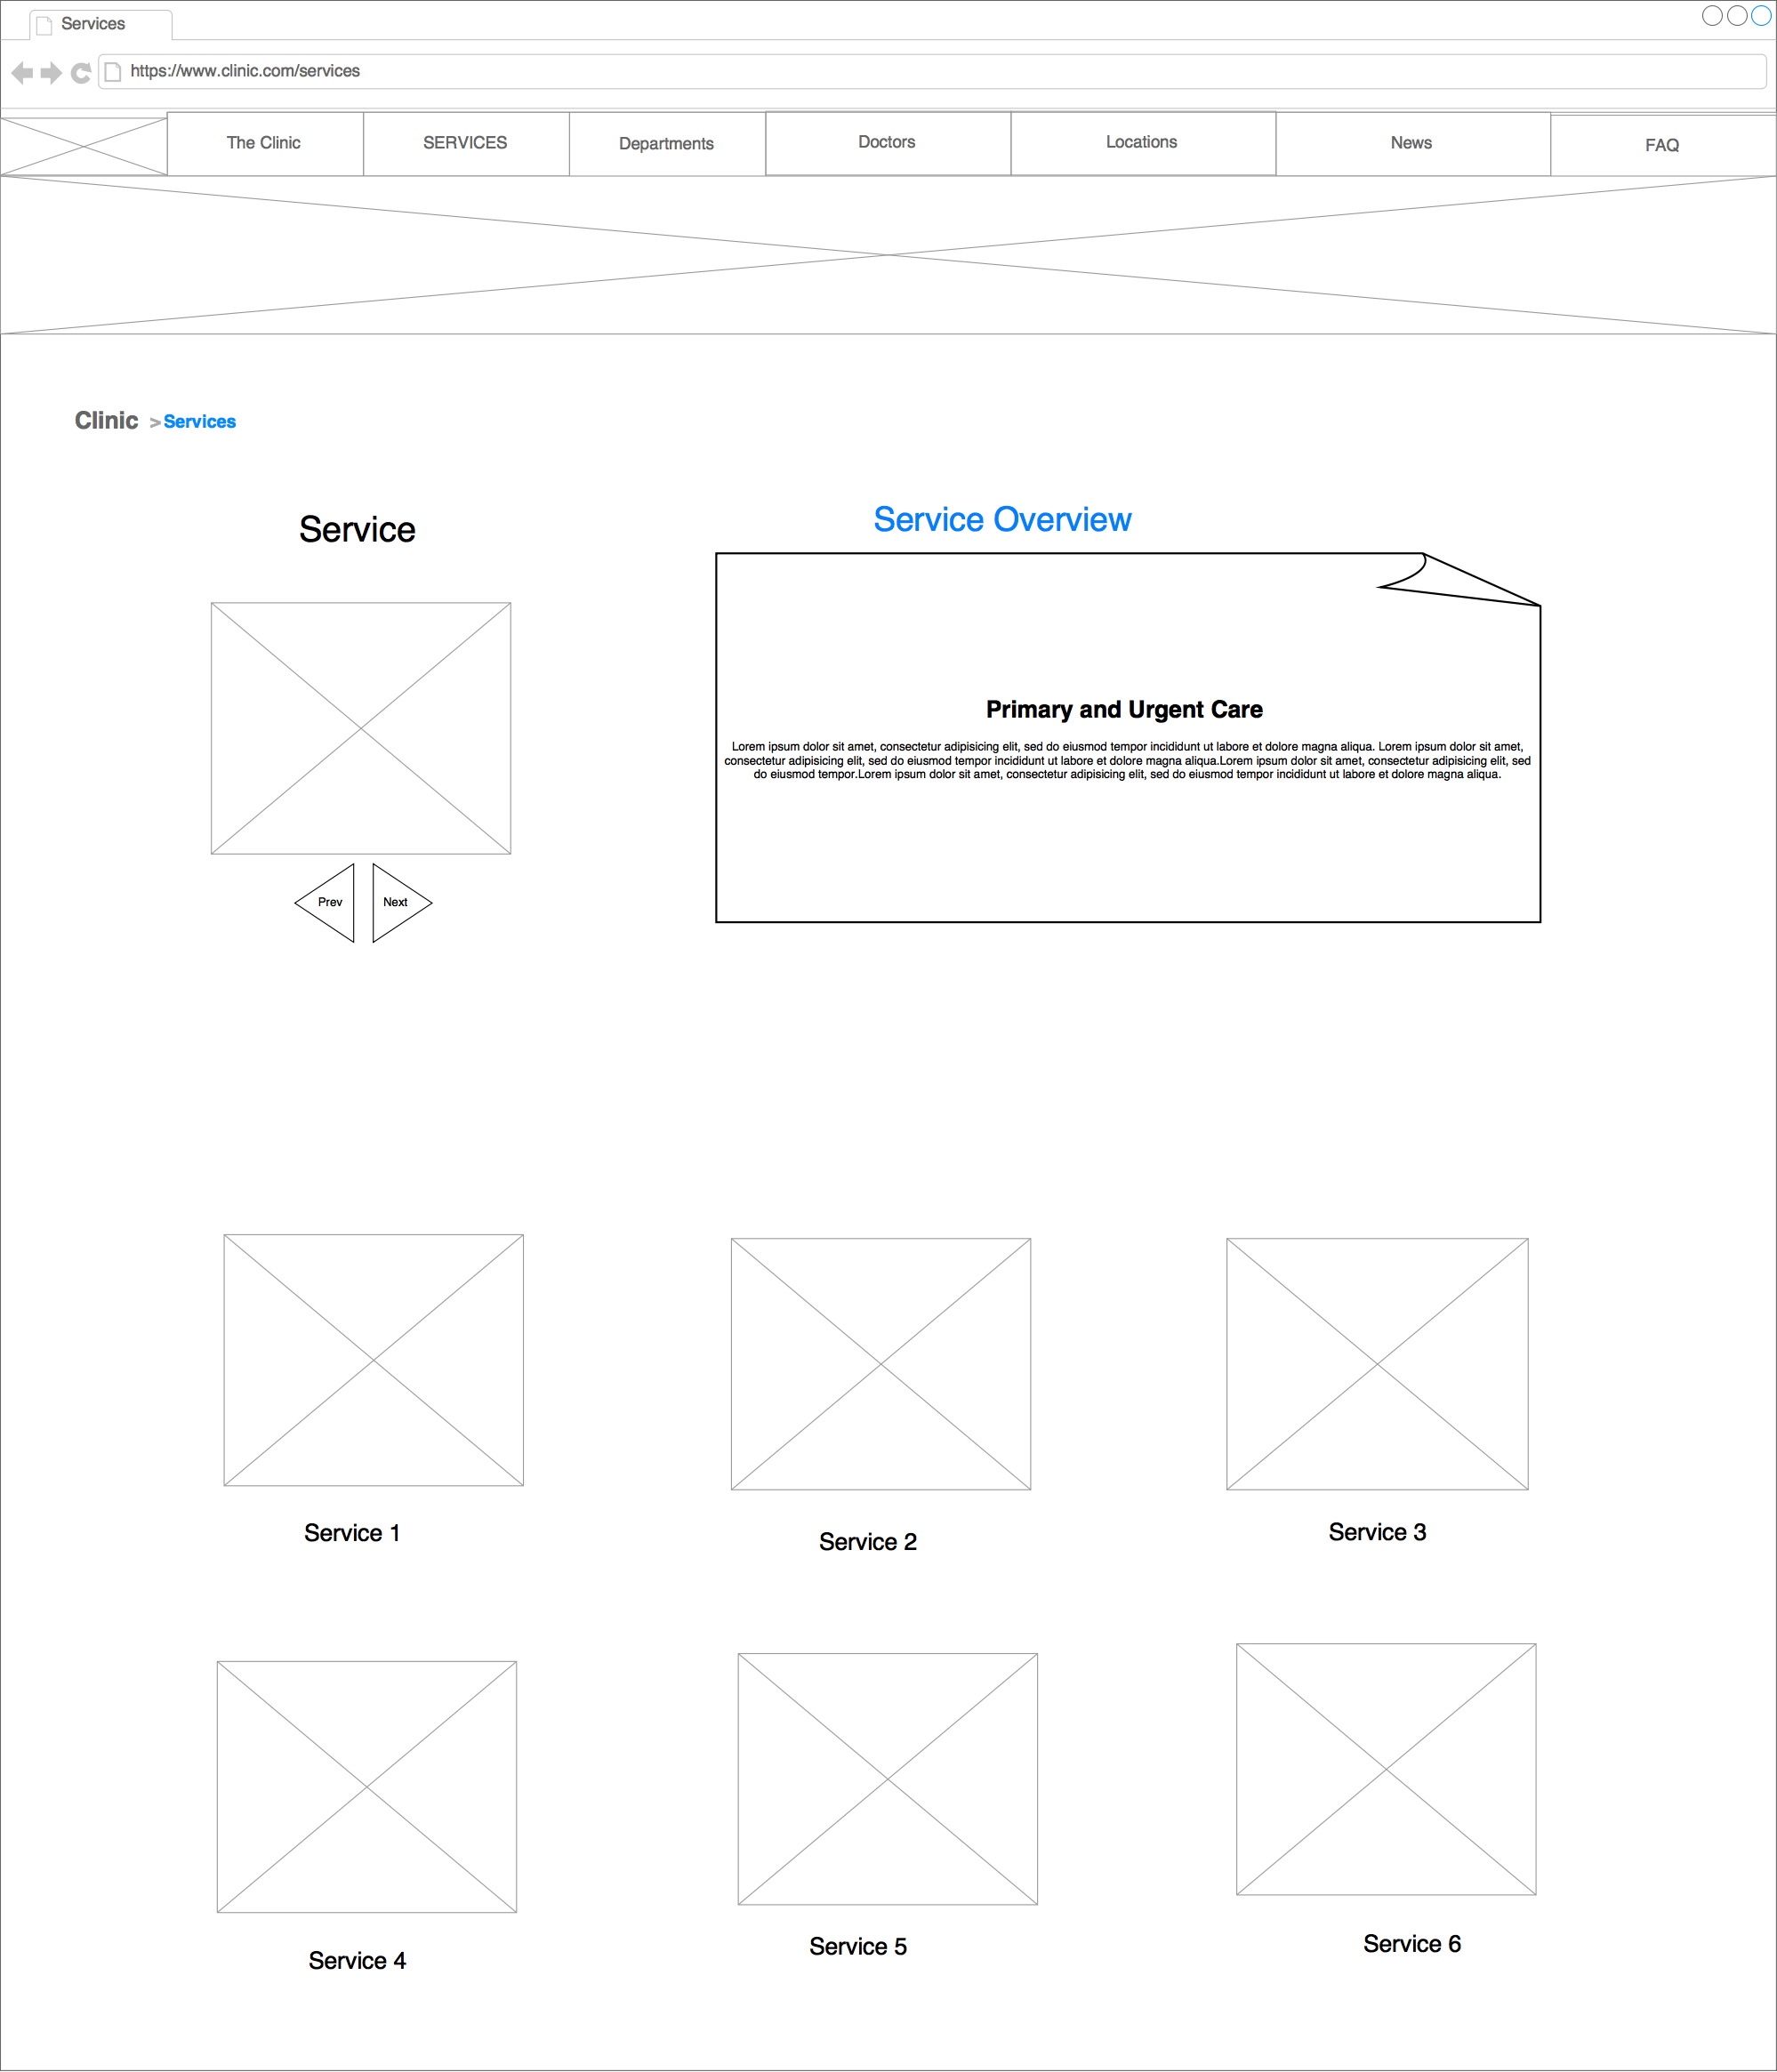 Services
https://www.clinic.com/services
The Clinic
SERVICES
Departments
Doctors
Locations
News
FAQ
Clinic > Services
Service
Service Overview
Primary and Urgent Care
Lorem ipsum dolor sit amet, consectetur adipisicing elit, sed do eiusmod tempor incididunt ut labore et dolore magna aliqua. Lorem ipsum dolor sit amet,
consectetur adipisicing elit, sed do eiusmod tempor incididunt ut labore et dolore magna aliqua.Lorem ipsum dolor sit amet, consectetur adipisicing elit, sed
do eiusmod tempor.Lorem ipsum dolor sit amet, consectetur adipisicing elit, sed do eiusmod tempor incididunt ut labore et dolore magna aliqua.
Prev
Next
Service 1
Service 2
Service 3
Service 4
Service 5
Service 6